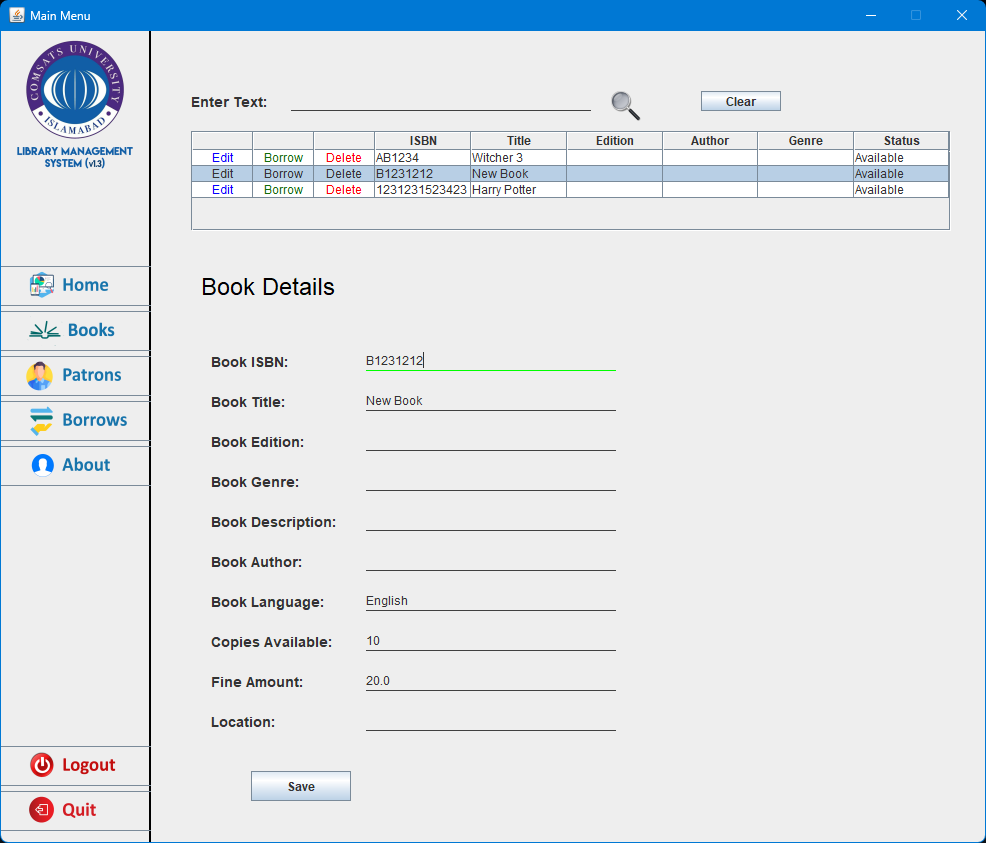 Main Menu
COMSATS UNIVERSITY
ISLAMABAD
LIBRARY MANAGEMENT
SYSTEM (v1.3)
Enter Text:
Clear
ISBN Title Edition Author Genre Status
Edit Borrow Delete AB1234 Witcher 3 Available
Edit Borrow Delete B1231212 New Book Available
Edit Borrow Delete 1231231523423 Harry Potter Available
Home
Books
Patrons
Borrows
About
Logout
Quit
Book Details
Book ISBN: B1231212
Book Title: New Book
Book Edition:
Book Genre:
Book Description:
Book Author:
Book Language: English
Copies Available: 10
Fine Amount: 20.0
Location:
Save